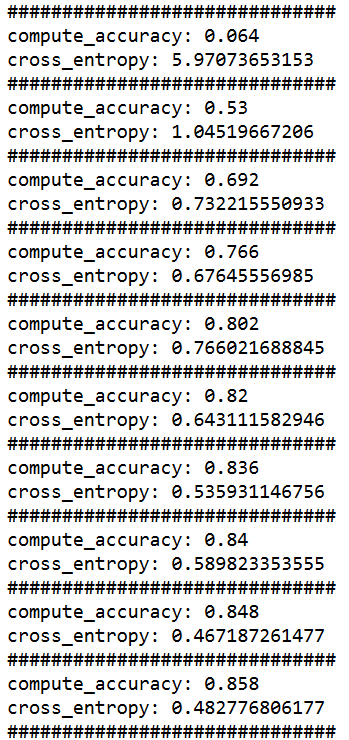 ##############################
compute_accuracy: 0.064
cross_entropy: 5.97073653153
##############################
compute_accuracy: 0.53
cross_entropy: 1.04519667206
##############################
compute_accuracy: 0.692
cross_entropy: 0.732215550933
##############################
compute_accuracy: 0.766
cross_entropy: 0.67645556985
##############################
compute_accuracy: 0.802
cross_entropy: 0.766021688845
##############################
compute_accuracy: 0.82
cross_entropy: 0.643111582946
##############################
compute_accuracy: 0.836
cross_entropy: 0.535931146756
##############################
compute_accuracy: 0.84
cross_entropy: 0.589823353555
##############################
compute_accuracy: 0.848
cross_entropy: 0.467187261477
##############################
compute_accuracy: 0.858
cross_entropy: 0.482776806177
##############################